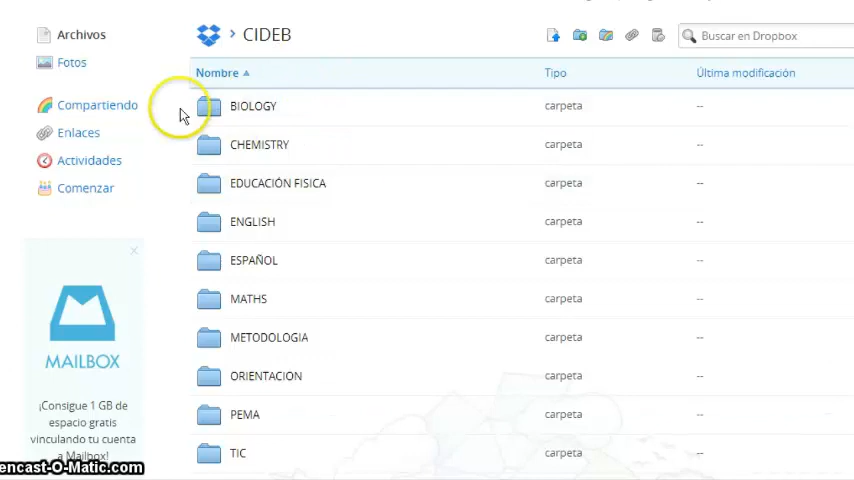 Archivos
Fotos
Compartiendo
Enlaces
Actividades
Comenzar
MAILBOX
¡Consigue 1 GB de
espacio gratis
vinculando tu cuenta
a Mailbox!
encast-O-Matic.com
CIDEB
Buscar en Dropbox
Nombre Tipo Última modificación
BIOLOGY carpeta --
CHEMISTRY carpeta --
EDUCACIÓN FISICA carpeta --
ENGLISH carpeta --
ESPAÑOL carpeta --
MATHS carpeta --
METODOLOGIA carpeta --
ORIENTACION carpeta --
PEMA carpeta --
TIC carpeta --